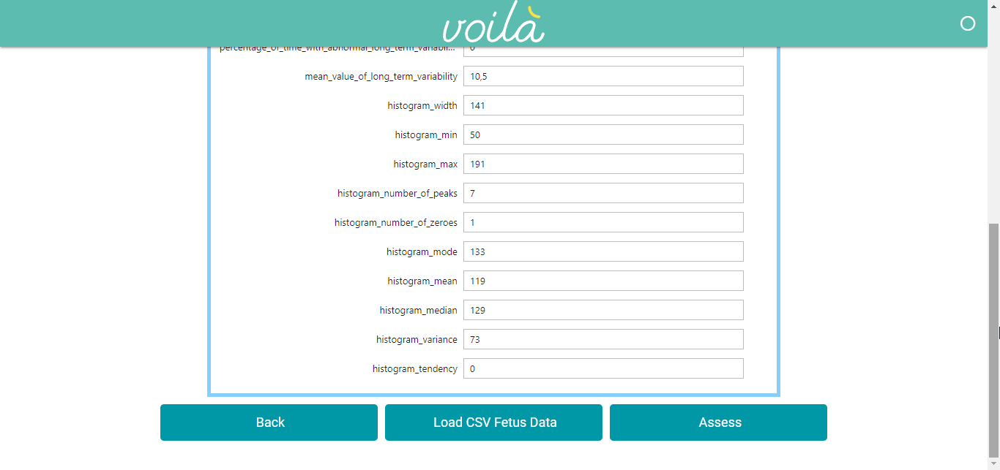 voilà
percentage_of_time_with_abnormal_long_term_variabili... 0
mean_value_of_long_term_variability 10,5
histogram_width 141
histogram_min 50
histogram_max 191
histogram_number_of_peaks 7
histogram_number_of_zeroes 1
histogram_mode 133
histogram_mean 119
histogram_median 129
histogram_variance 73
histogram_tendency 0
Back Load CSV Fetus Data Assess